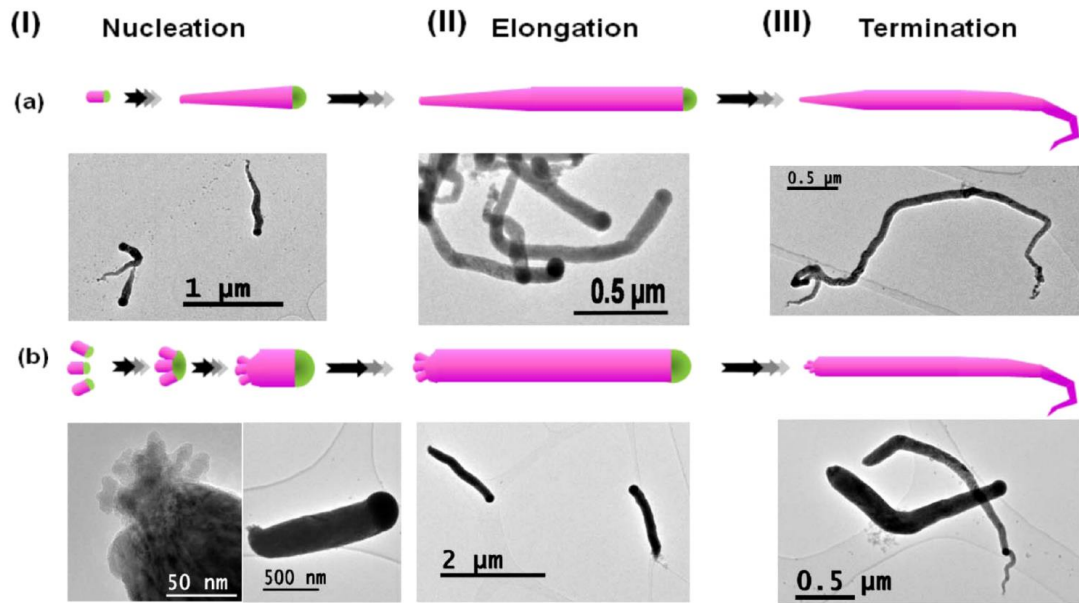 (I) Nucleation (II) Elongation (III) Termination
(a)
1 µm
0.5 µm
0.5 µm
(b)
50 nm
500 nm
2 µm
0.5 µm